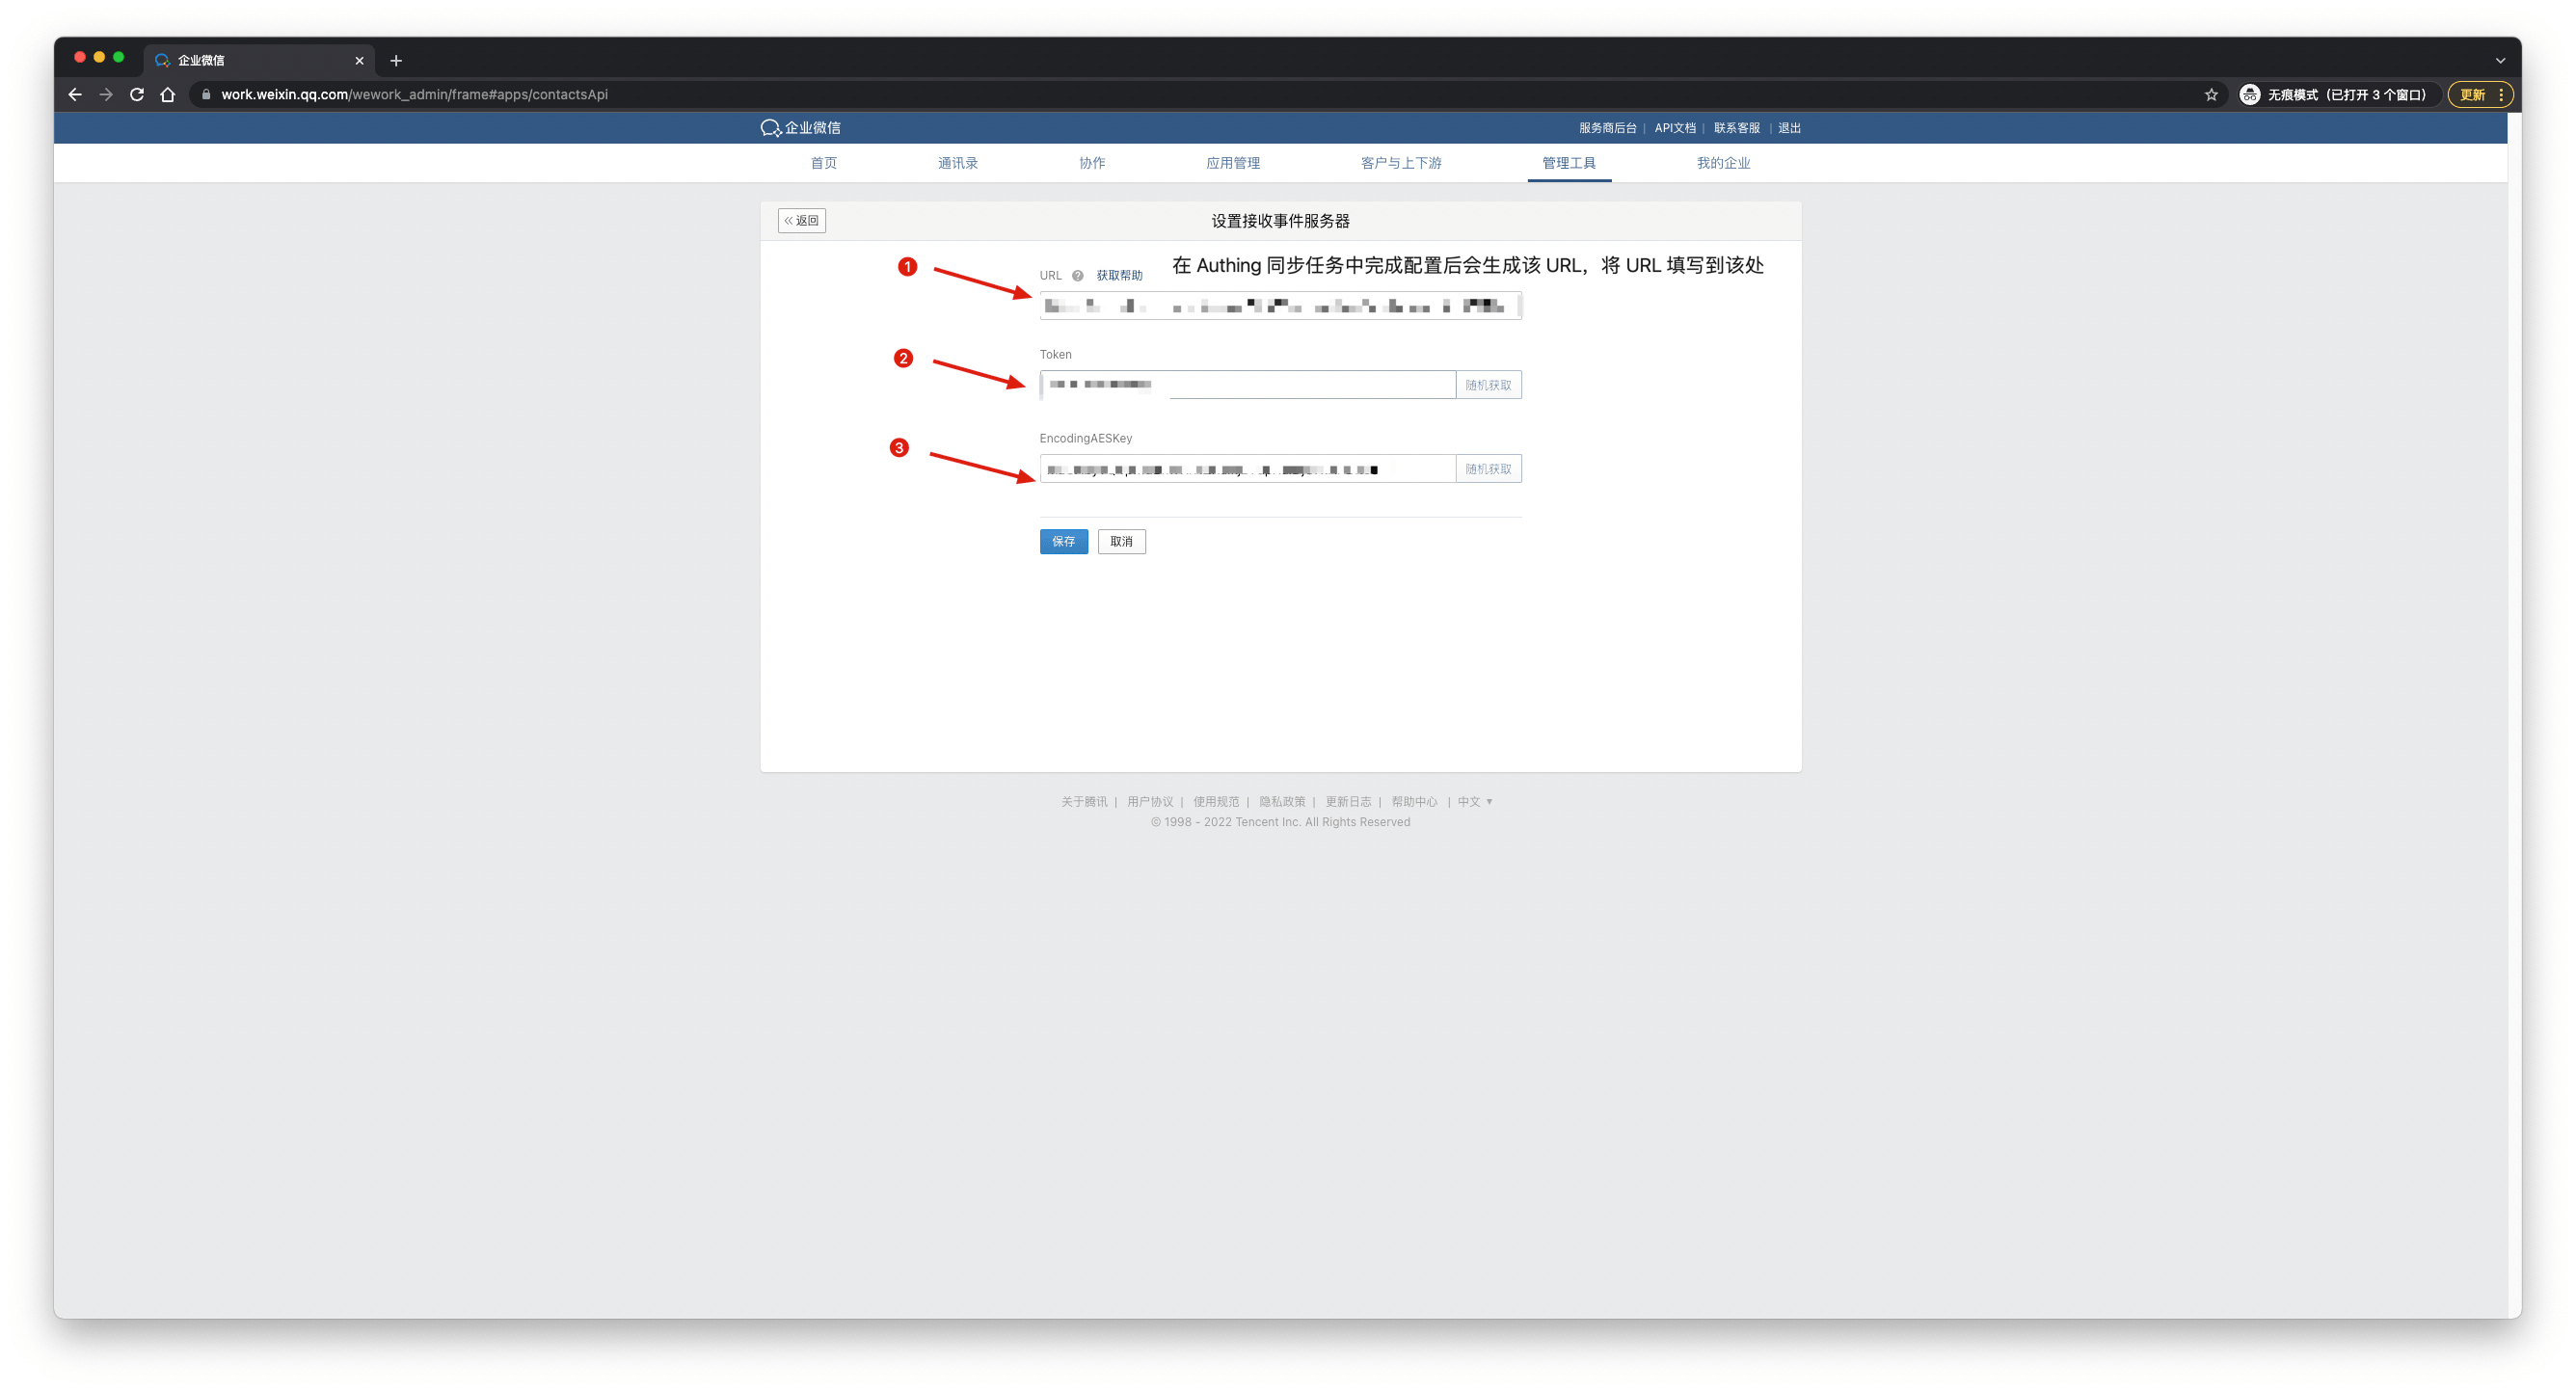 企业微信
work.weixin.qq.com/wework_admin/frame#apps/contactsApi
无痕模式（已打开 3 个窗口）
更新
企业微信
服务商后台 | API文档 | 联系客服 | 退出
首页 通讯录 协作 应用管理 客户与上下游 管理工具 我的企业
« 返回
设置接收事件服务器
1
URL ? 获取帮助
在 Authing 同步任务中完成配置后会生成该 URL，将 URL 填写到该处
2
Token
随机获取
3
EncodingAESKey
随机获取
保存 取消
关于腾讯 | 用户协议 | 使用规范 | 隐私政策 | 更新日志 | 帮助中心 | 中文 ▼
© 1998 - 2022 Tencent Inc. All Rights Reserved